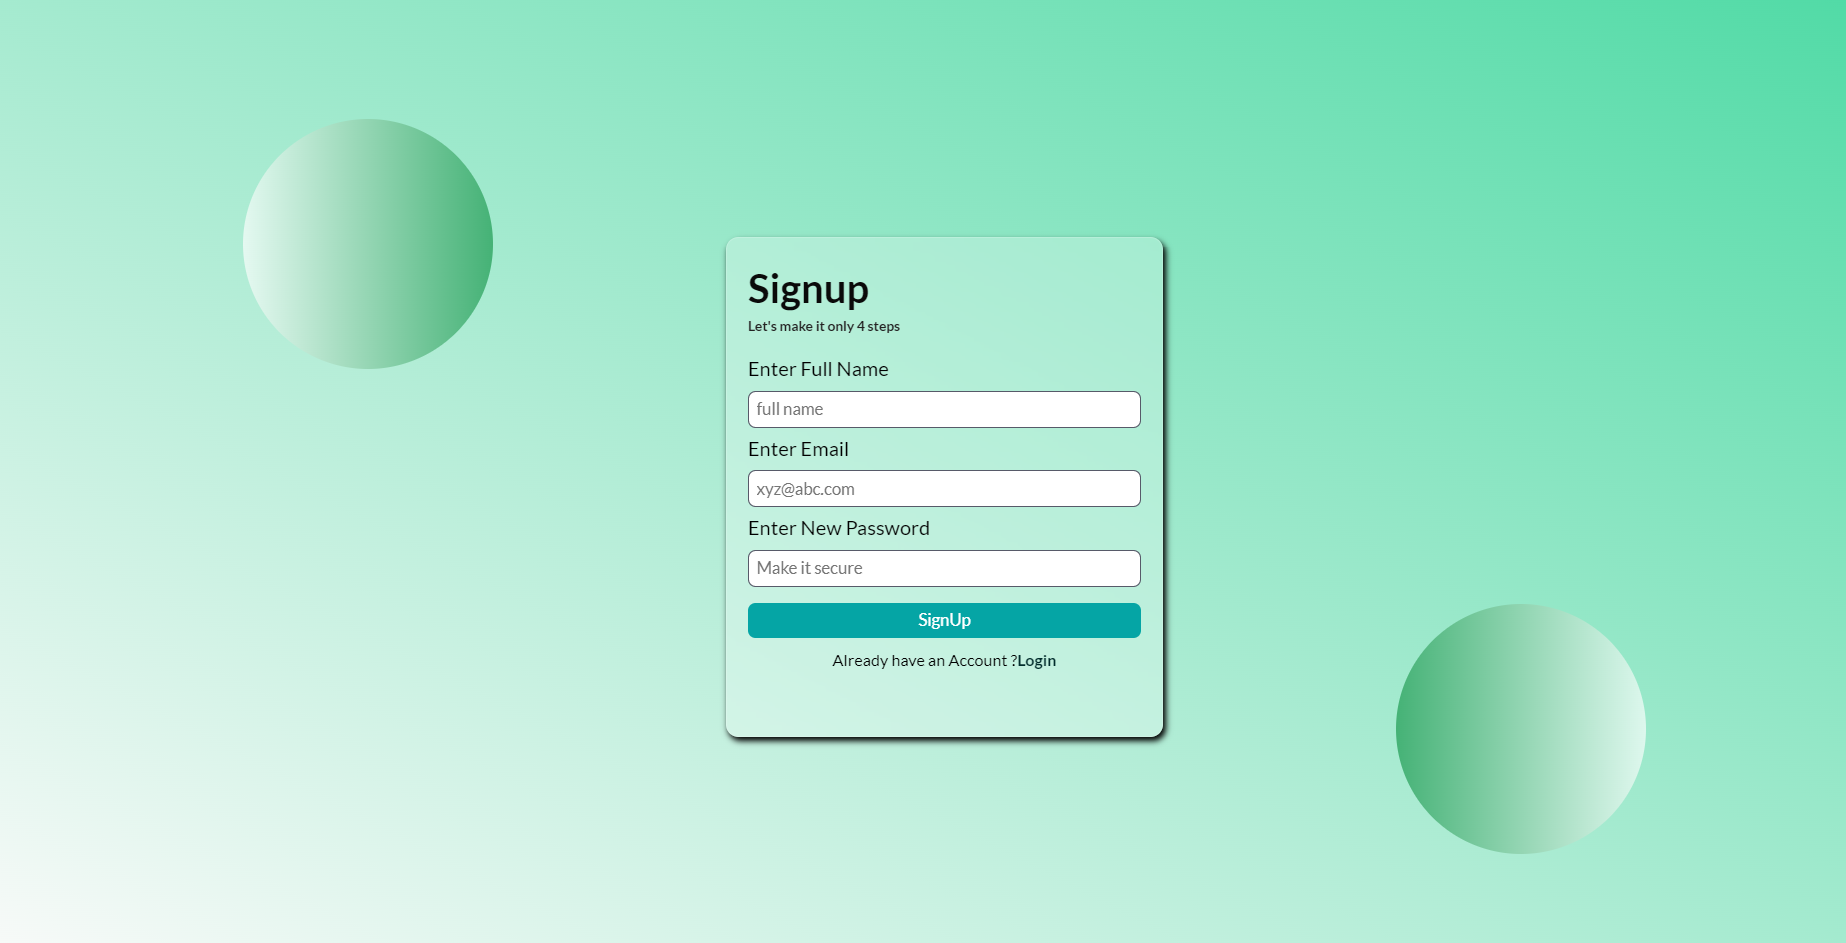 Signup
Let's make it only 4 steps
Enter Full Name
full name
Enter Email
xyz@abc.com
Enter New Password
Make it secure
SignUp
Already have an Account ?Login